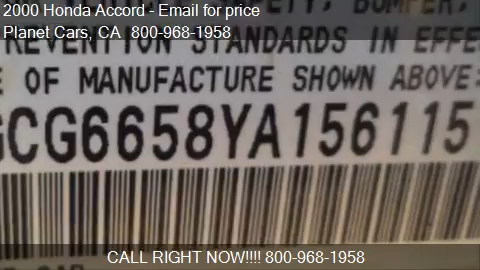 2000 Honda Accord - Email for price
Planet Cars, CA 800-968-1958
BUMPER,
STANDARDS IN EFFE
OF MANUFACTURE SHOWN ABOVE
CG6658YA156115
CALL RIGHT NOW!!!! 800-968-1958